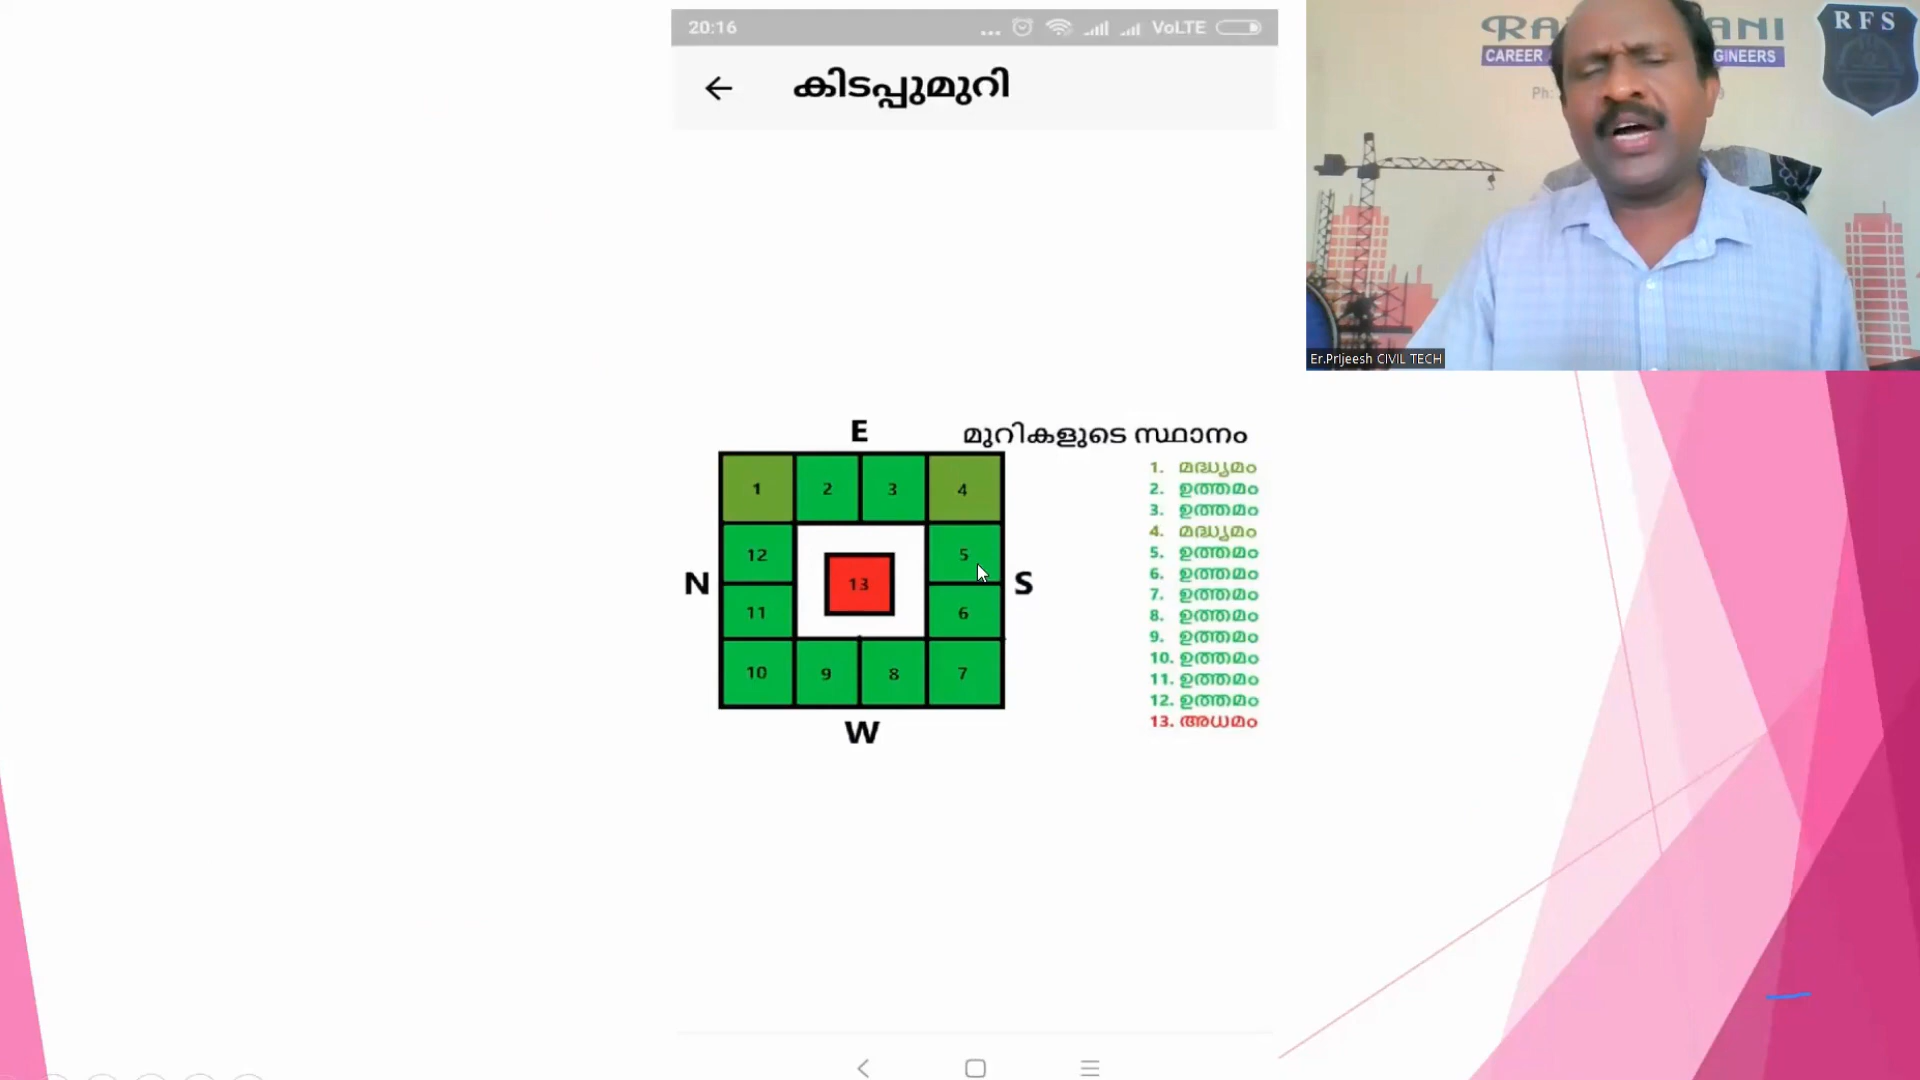 20:16
VoLTE
കിടപ്പുമുറി
E
മുറികളുടെ സ്ഥാനം
1 2 3 4
12 5
N 13 S
11 6
10 9 8 7
W
1. മദ്ധ്യമം
2. ഉത്തമം
3. ഉത്തമം
4. മദ്ധ്യമം
5. ഉത്തമം
6. ഉത്തമം
7. ഉത്തമം
8. ഉത്തമം
9. ഉത്തമം
10. ഉത്തമം
11. ഉത്തമം
12. ഉത്തമം
13. അധമം
RFS
CAREER
Ph:
Er.Prijeesh CIVIL TECH